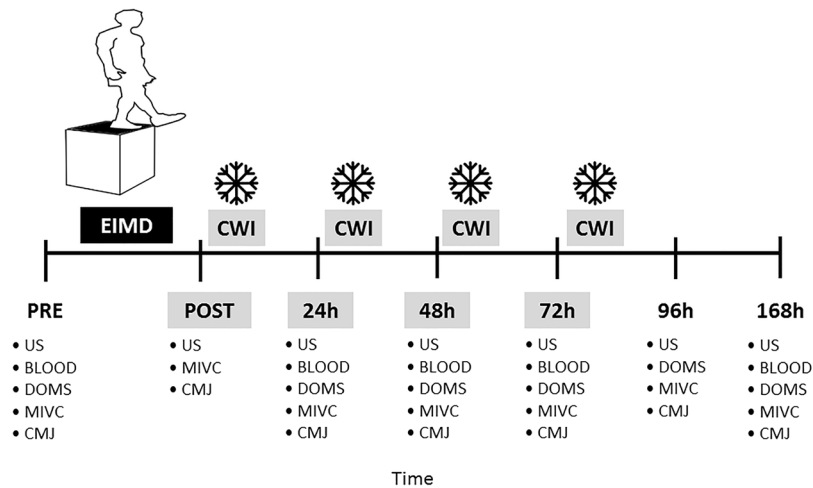 EIMD
CWI CWI CWI CWI
PRE POST 24h 48h 72h 96h 168h
• US • US • US • US • US • US • US
• BLOOD • MIVC • BLOOD • BLOOD • BLOOD • DOMS • BLOOD
• DOMS • CMJ • DOMS • DOMS • DOMS • MIVC • DOMS
• MIVC • MIVC • MIVC • MIVC • CMJ • MIVC
• CMJ • CMJ • CMJ • CMJ • CMJ
Time